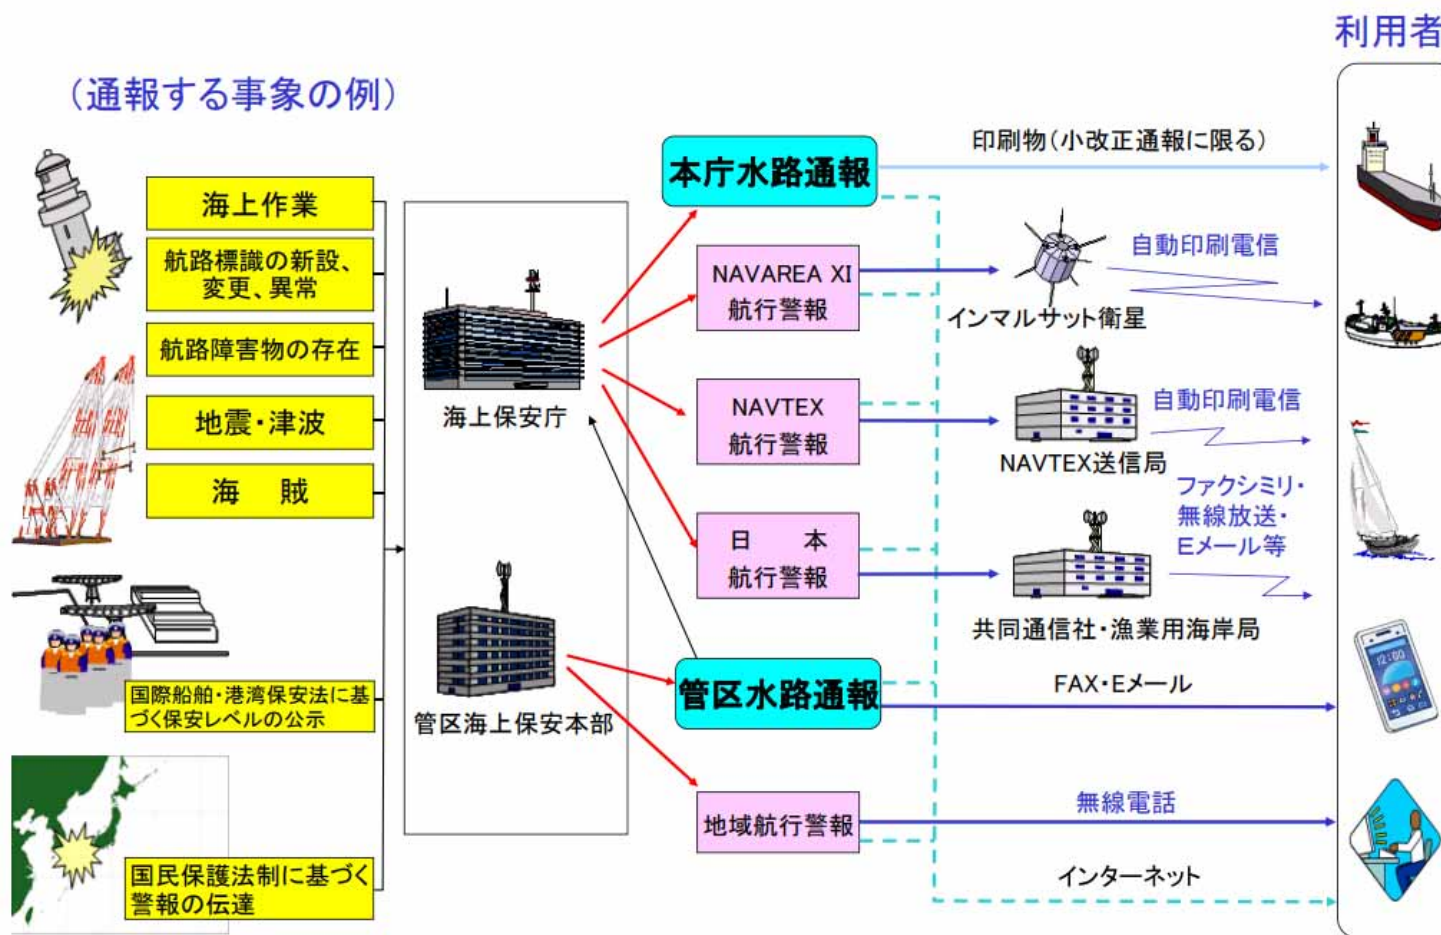 利用者
（通報する事象の例）
海上作業
航路標識の新設、
変更、異常
航路障害物の存在
地震・津波
海　賊
国際船舶・港湾保安法に基
づく保安レベルの公示
国民保護法制に基づく
警報の伝達
海上保安庁
管区海上保安本部
本庁水路通報
NAVAREA XI
航行警報
NAVTEX
航行警報
日　本
航行警報
管区水路通報
地域航行警報
印刷物（小改正通報に限る）
自動印刷電信
インマルサット衛星
自動印刷電信
NAVTEX送信局
ファクシミリ・
無線放送・
Eメール等
共同通信社・漁業用海岸局
FAX・Eメール
無線電話
インターネット
12:00